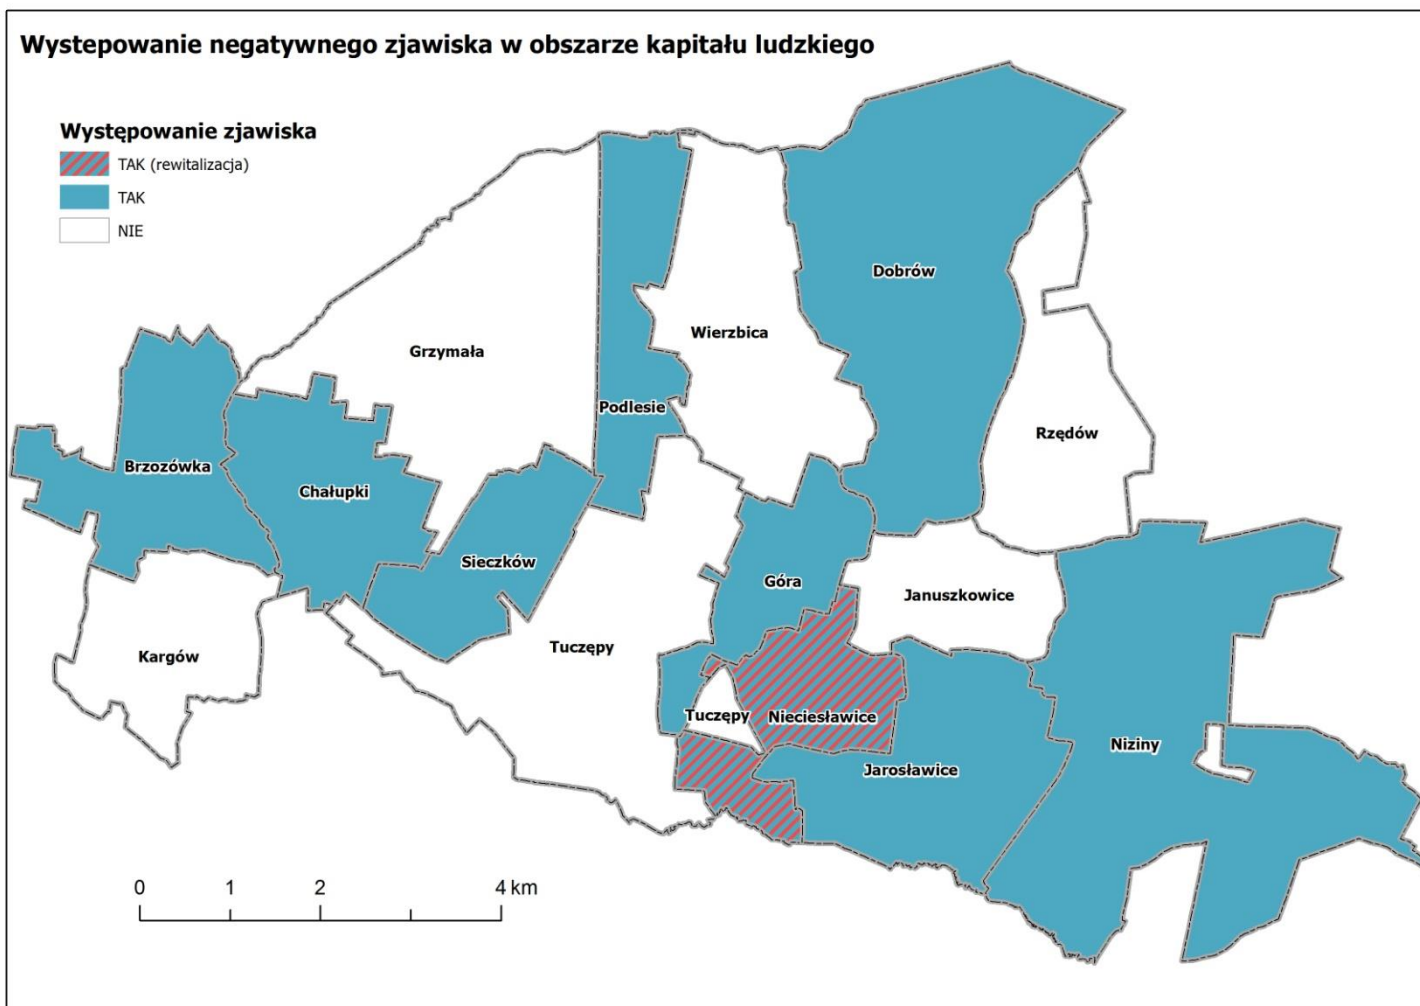 Wystepowanie negatywnego zjawiska w obszarze kapitału ludzkiego
Występowanie zjawiska
TAK (rewitalizacja)
TAK
NIE
Dobrów
Wierzbica
Grzymała
Podlesie
Rzędów
Brzozówka
Chałupki
Sieczków
Góra
Januszkowice
Tuczępy
Kargów
Tuczępy
Nieciesławice
Niziny
Jarosławice
0 1 2 4 km